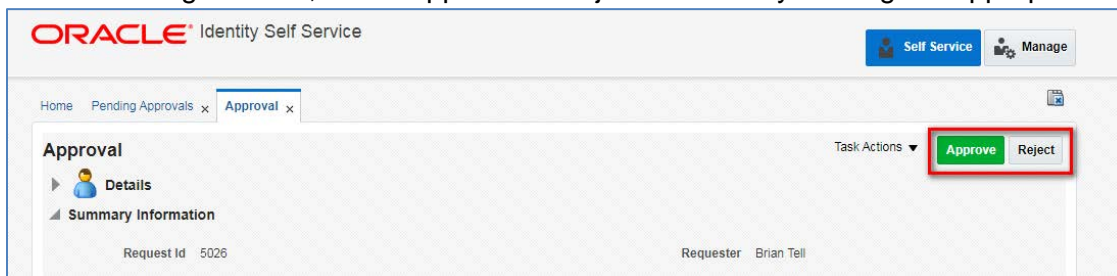 ORACLE® Identity Self Service
Self Service Manage
Home Pending Approvals x Approval x
Approval Task Actions Approve Reject
Details
Summary Information
Request Id 5026 Requester Brian Tell